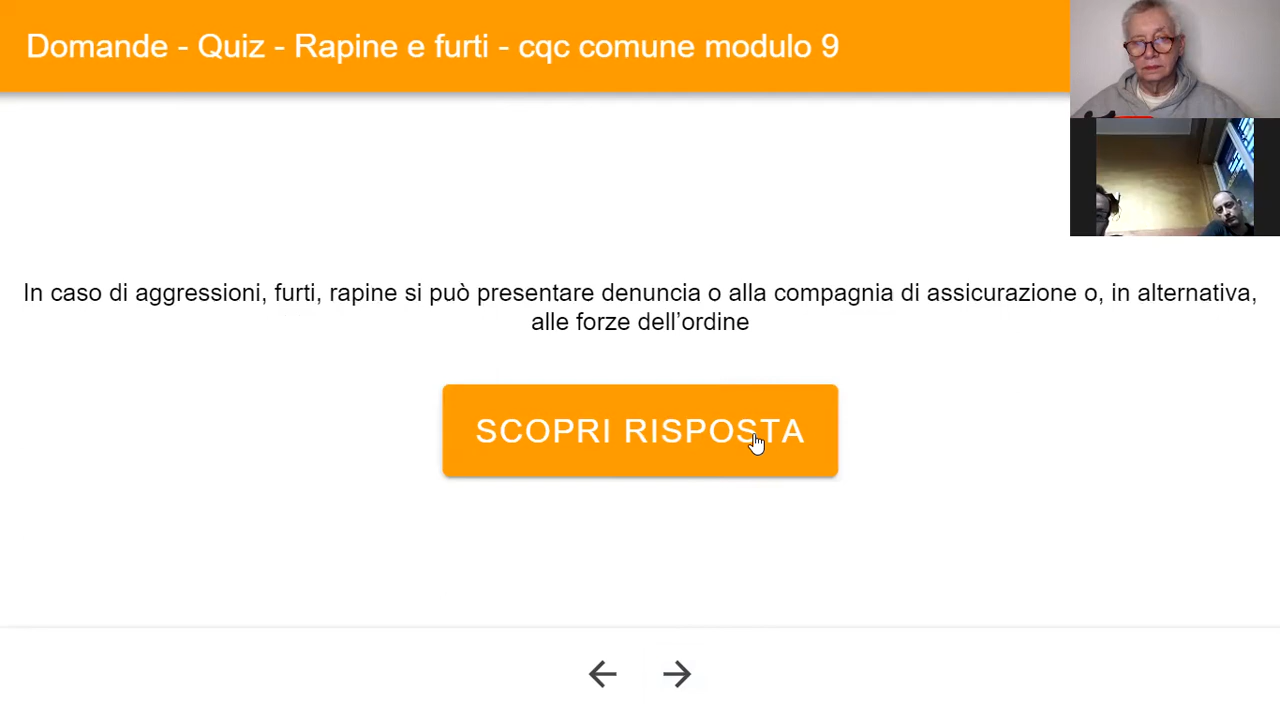 Domande - Quiz - Rapine e furti - cqc comune modulo 9
In caso di aggressioni, furti, rapine si può presentare denuncia o alla compagnia di assicurazione o, in alternativa,
alle forze dell’ordine
SCOPRI RISPOSTA